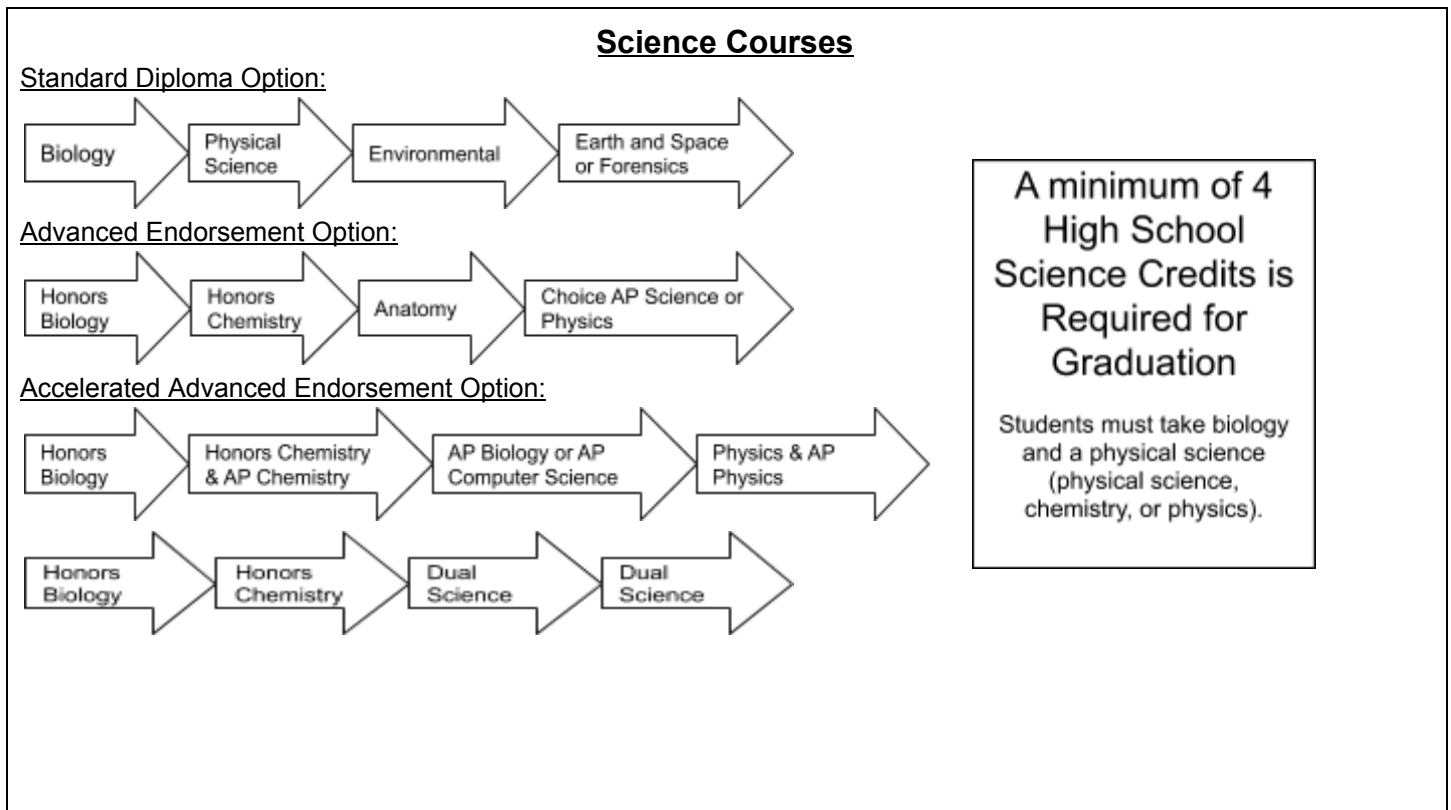 Science Courses
Standard Diploma Option:
Biology
Physical
Science
Environmental
Earth and Space
or Forensics
Advanced Endorsement Option:
Honors
Biology
Honors
Chemistry
Anatomy
Choice AP Science or
Physics
Accelerated Advanced Endorsement Option:
Honors
Biology
Honors Chemistry
& AP Chemistry
AP Biology or AP
Computer Science
Physics & AP
Physics
Honors
Biology
Honors
Chemistry
Dual
Science
Dual
Science
A minimum of 4
High School
Science Credits is
Required for
Graduation
Students must take biology
and a physical science
(physical science,
chemistry, or physics).